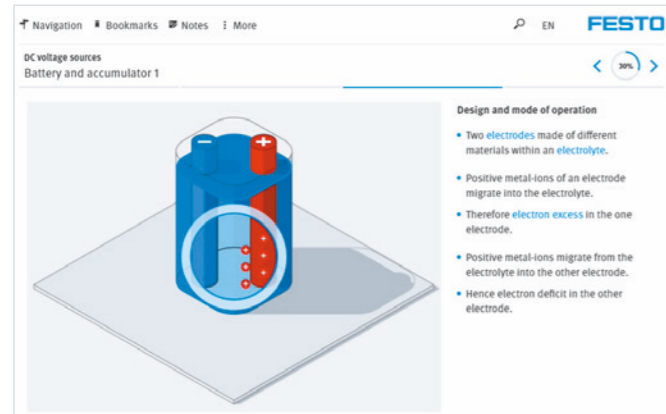 Navigation Bookmarks Notes More EN FESTO
DC voltage sources
Battery and accumulator 1
30%
Design and mode of operation
• Two electrodes made of different
materials within an electrolyte.
• Positive metal-ions of an electrode
migrate into the electrolyte.
• Therefore electron excess in the one
electrode.
• Positive metal-ions migrate from the
electrolyte into the other electrode.
• Hence electron deficit in the other
electrode.